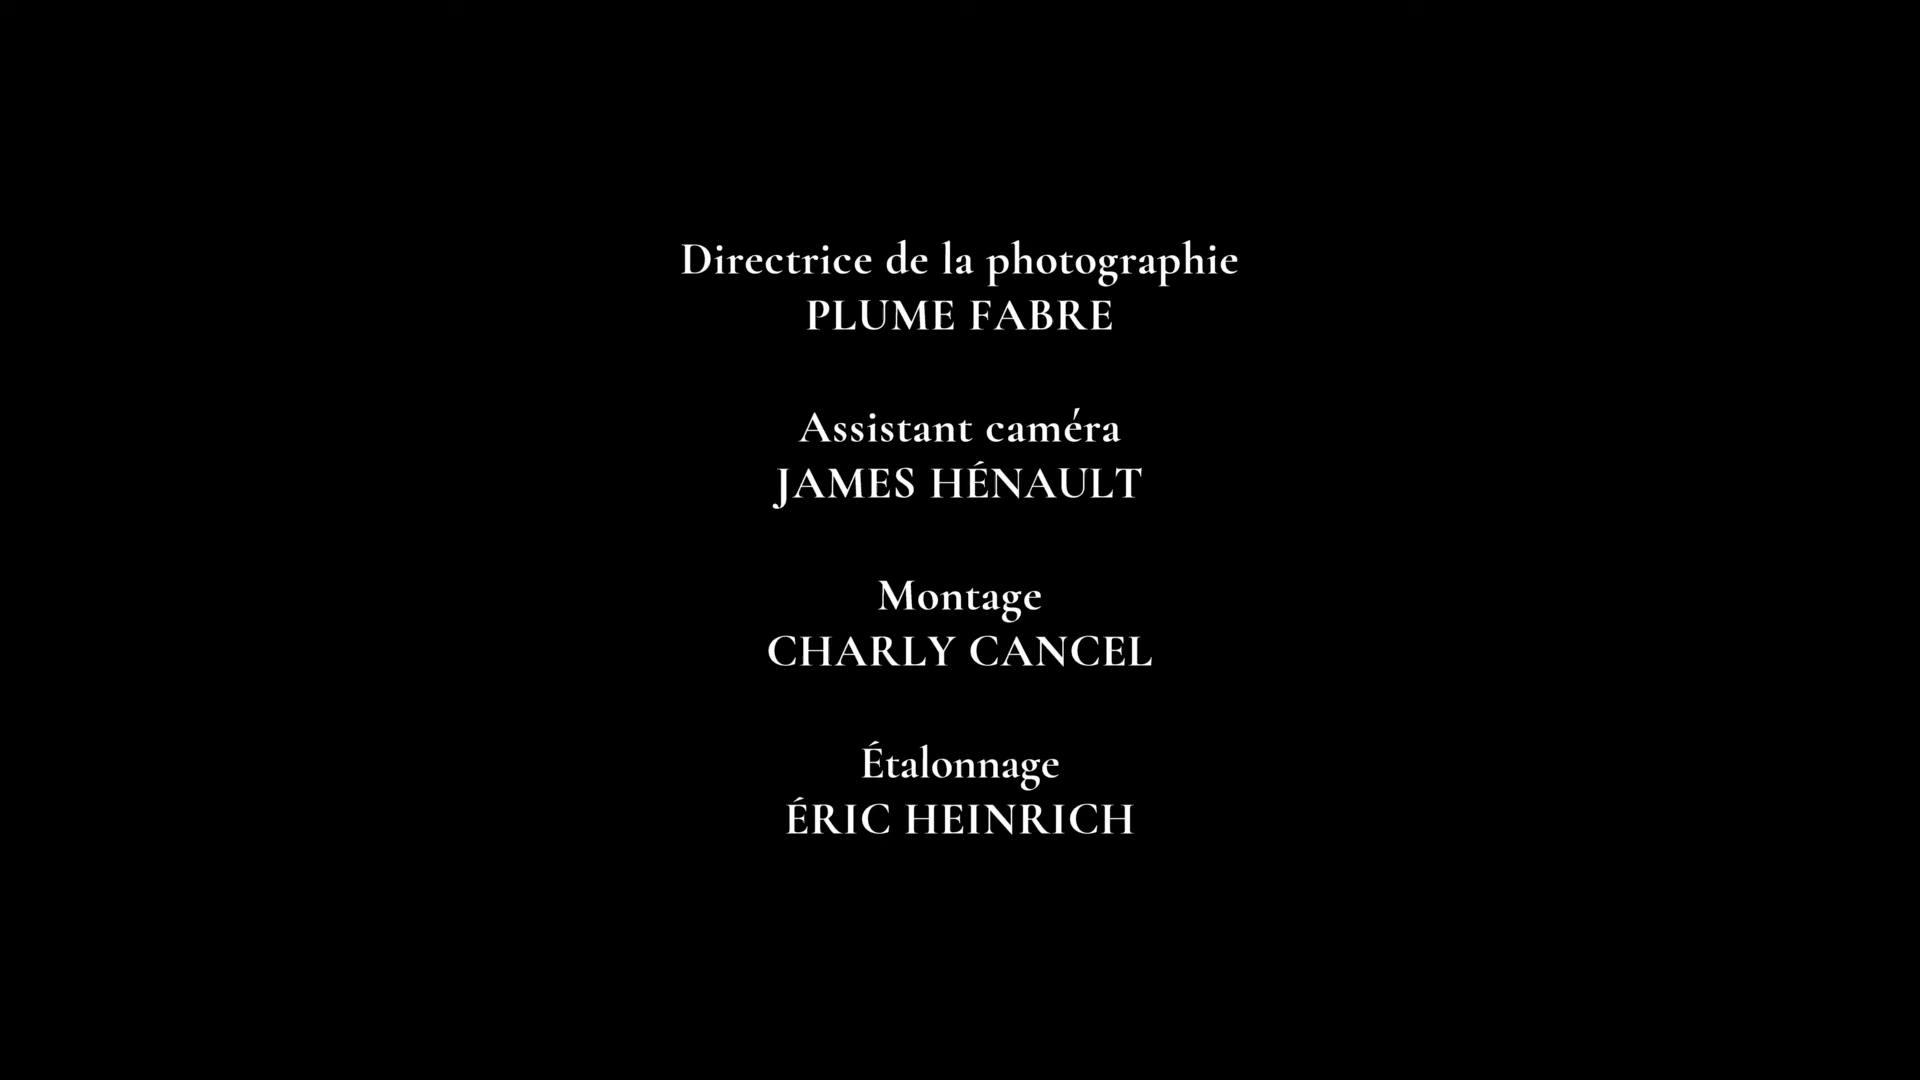 Directrice de la photographie
PLUME FABRE
Assistant caméra
JAMES HÉNAULT
Montage
CHARLY CANCEL
Étalonnage
ÉRIC HEINRICH